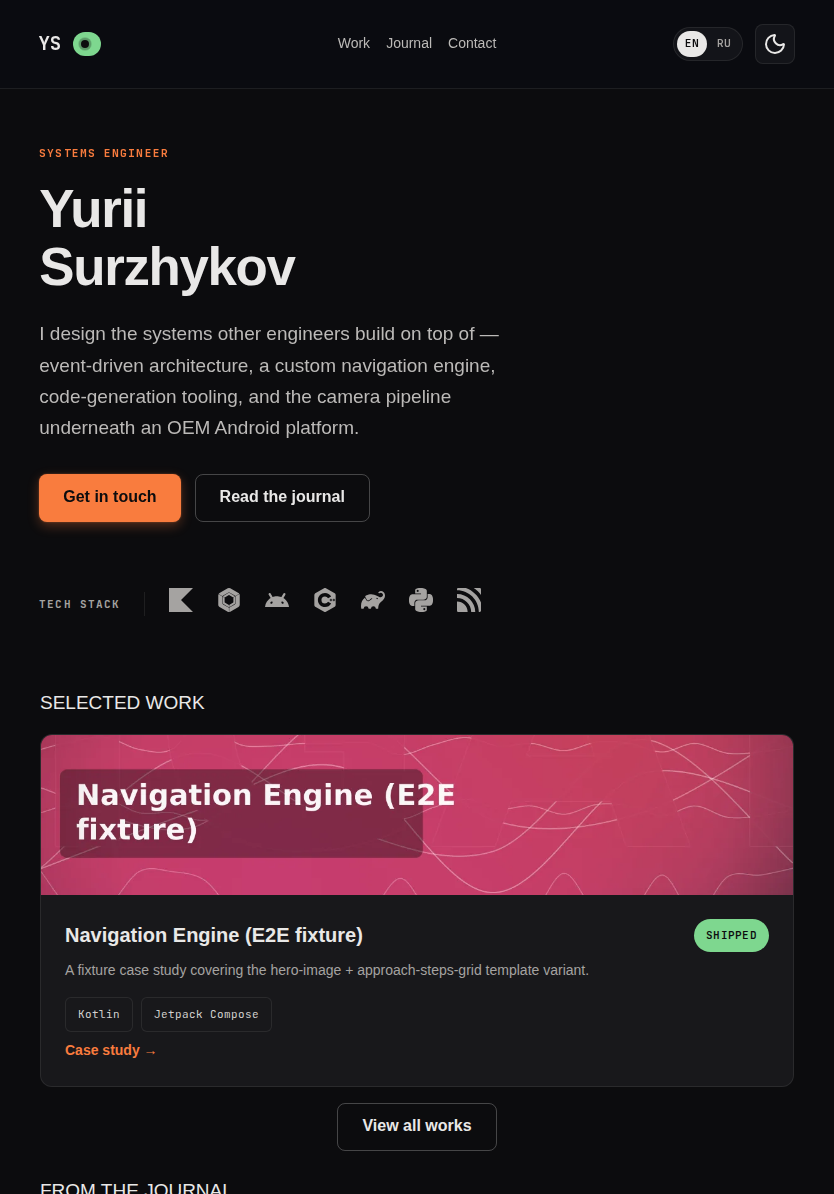 YS
Work Journal Contact
EN RU
SYSTEMS ENGINEER
Yurii
Surzhykov
I design the systems other engineers build on top of —
event-driven architecture, a custom navigation engine,
code-generation tooling, and the camera pipeline
underneath an OEM Android platform.
Get in touch
Read the journal
TECH STACK
SELECTED WORK
Navigation Engine (E2E
fixture)
Navigation Engine (E2E fixture)
SHIPPED
A fixture case study covering the hero-image + approach-steps-grid template variant.
Kotlin
Jetpack Compose
Case study →
View all works
FROM THE JOURNAL